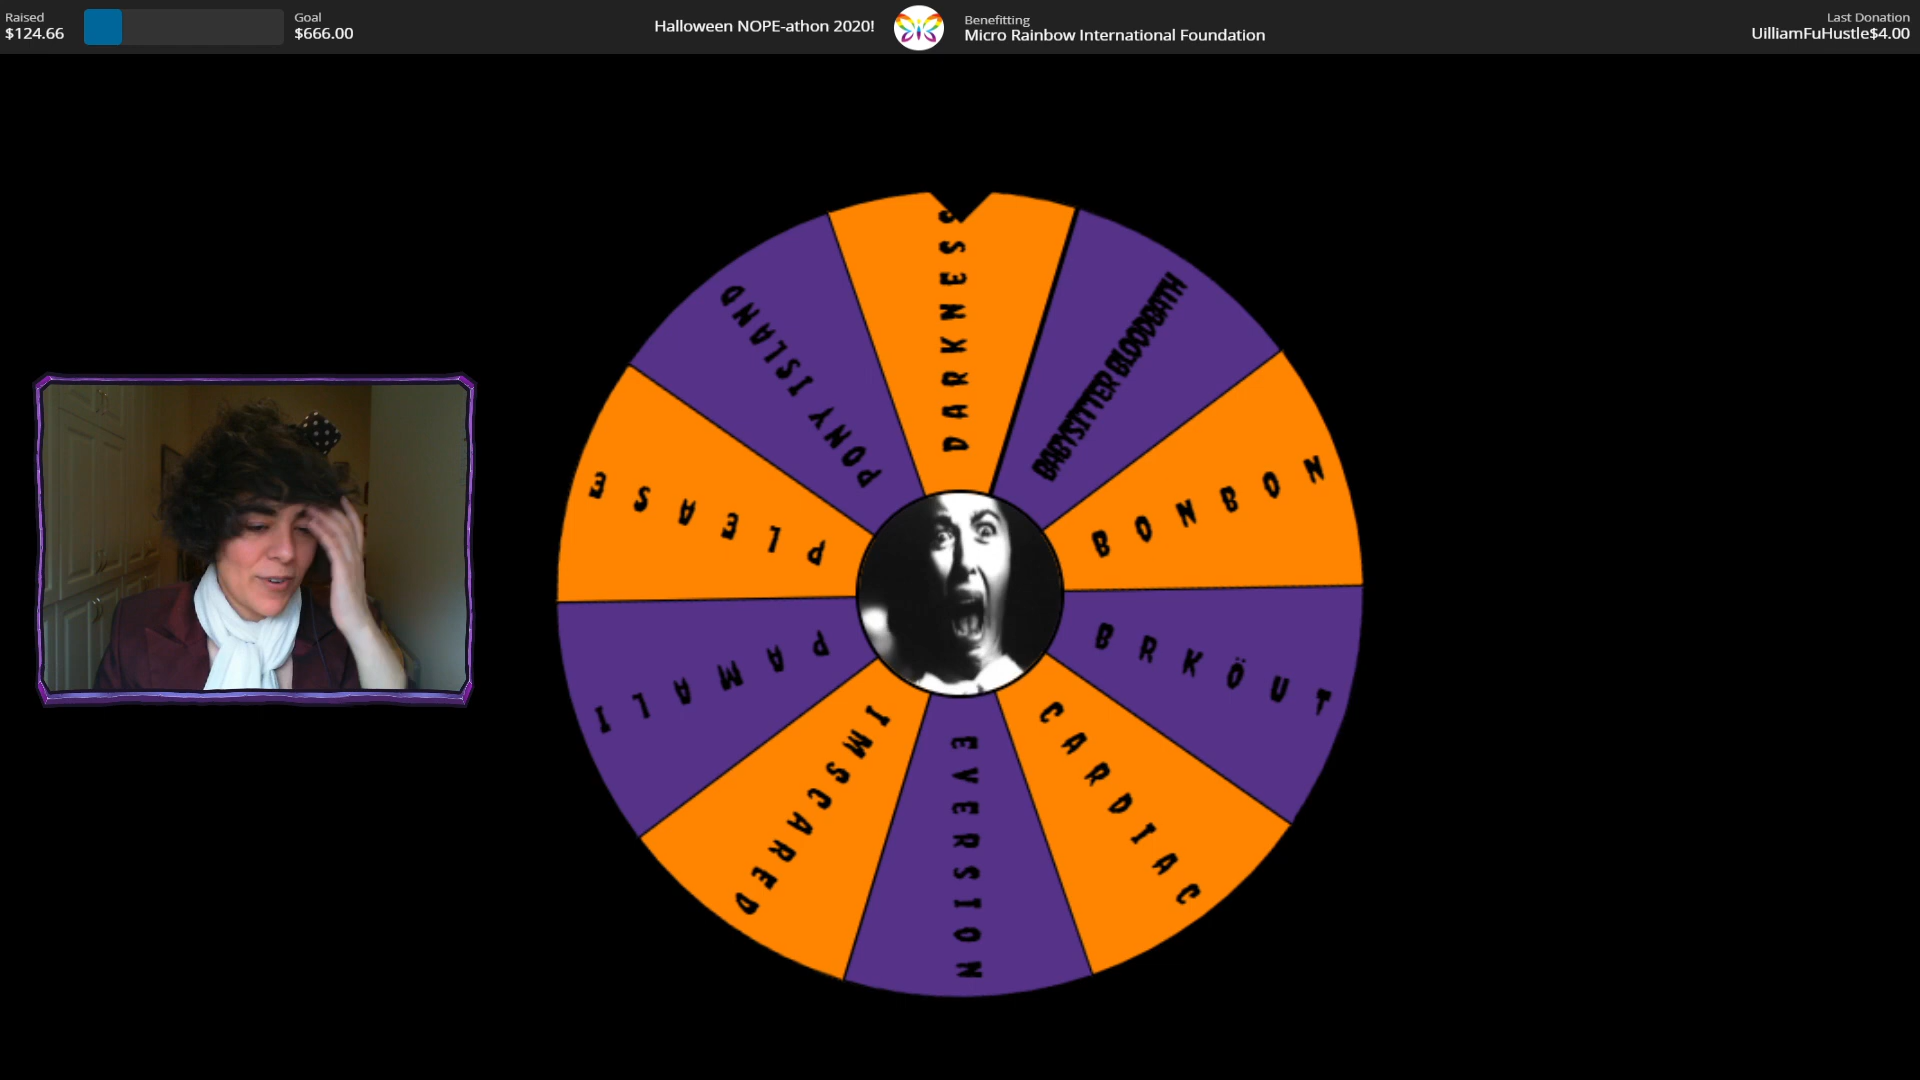 Raised
$124.66
Goal
$666.00
Halloween NOPE-athon 2020!
Benefitting
Micro Rainbow International Foundation
Last Donation
UilliamFuHustle$4.00
DARKNESS
BABYSITTER BLOODBATH
BONBON
BRKÖUT
CARDIAC
EVERSION
IMSCARED
PAMALI
PLEASE
PONY ISLAND